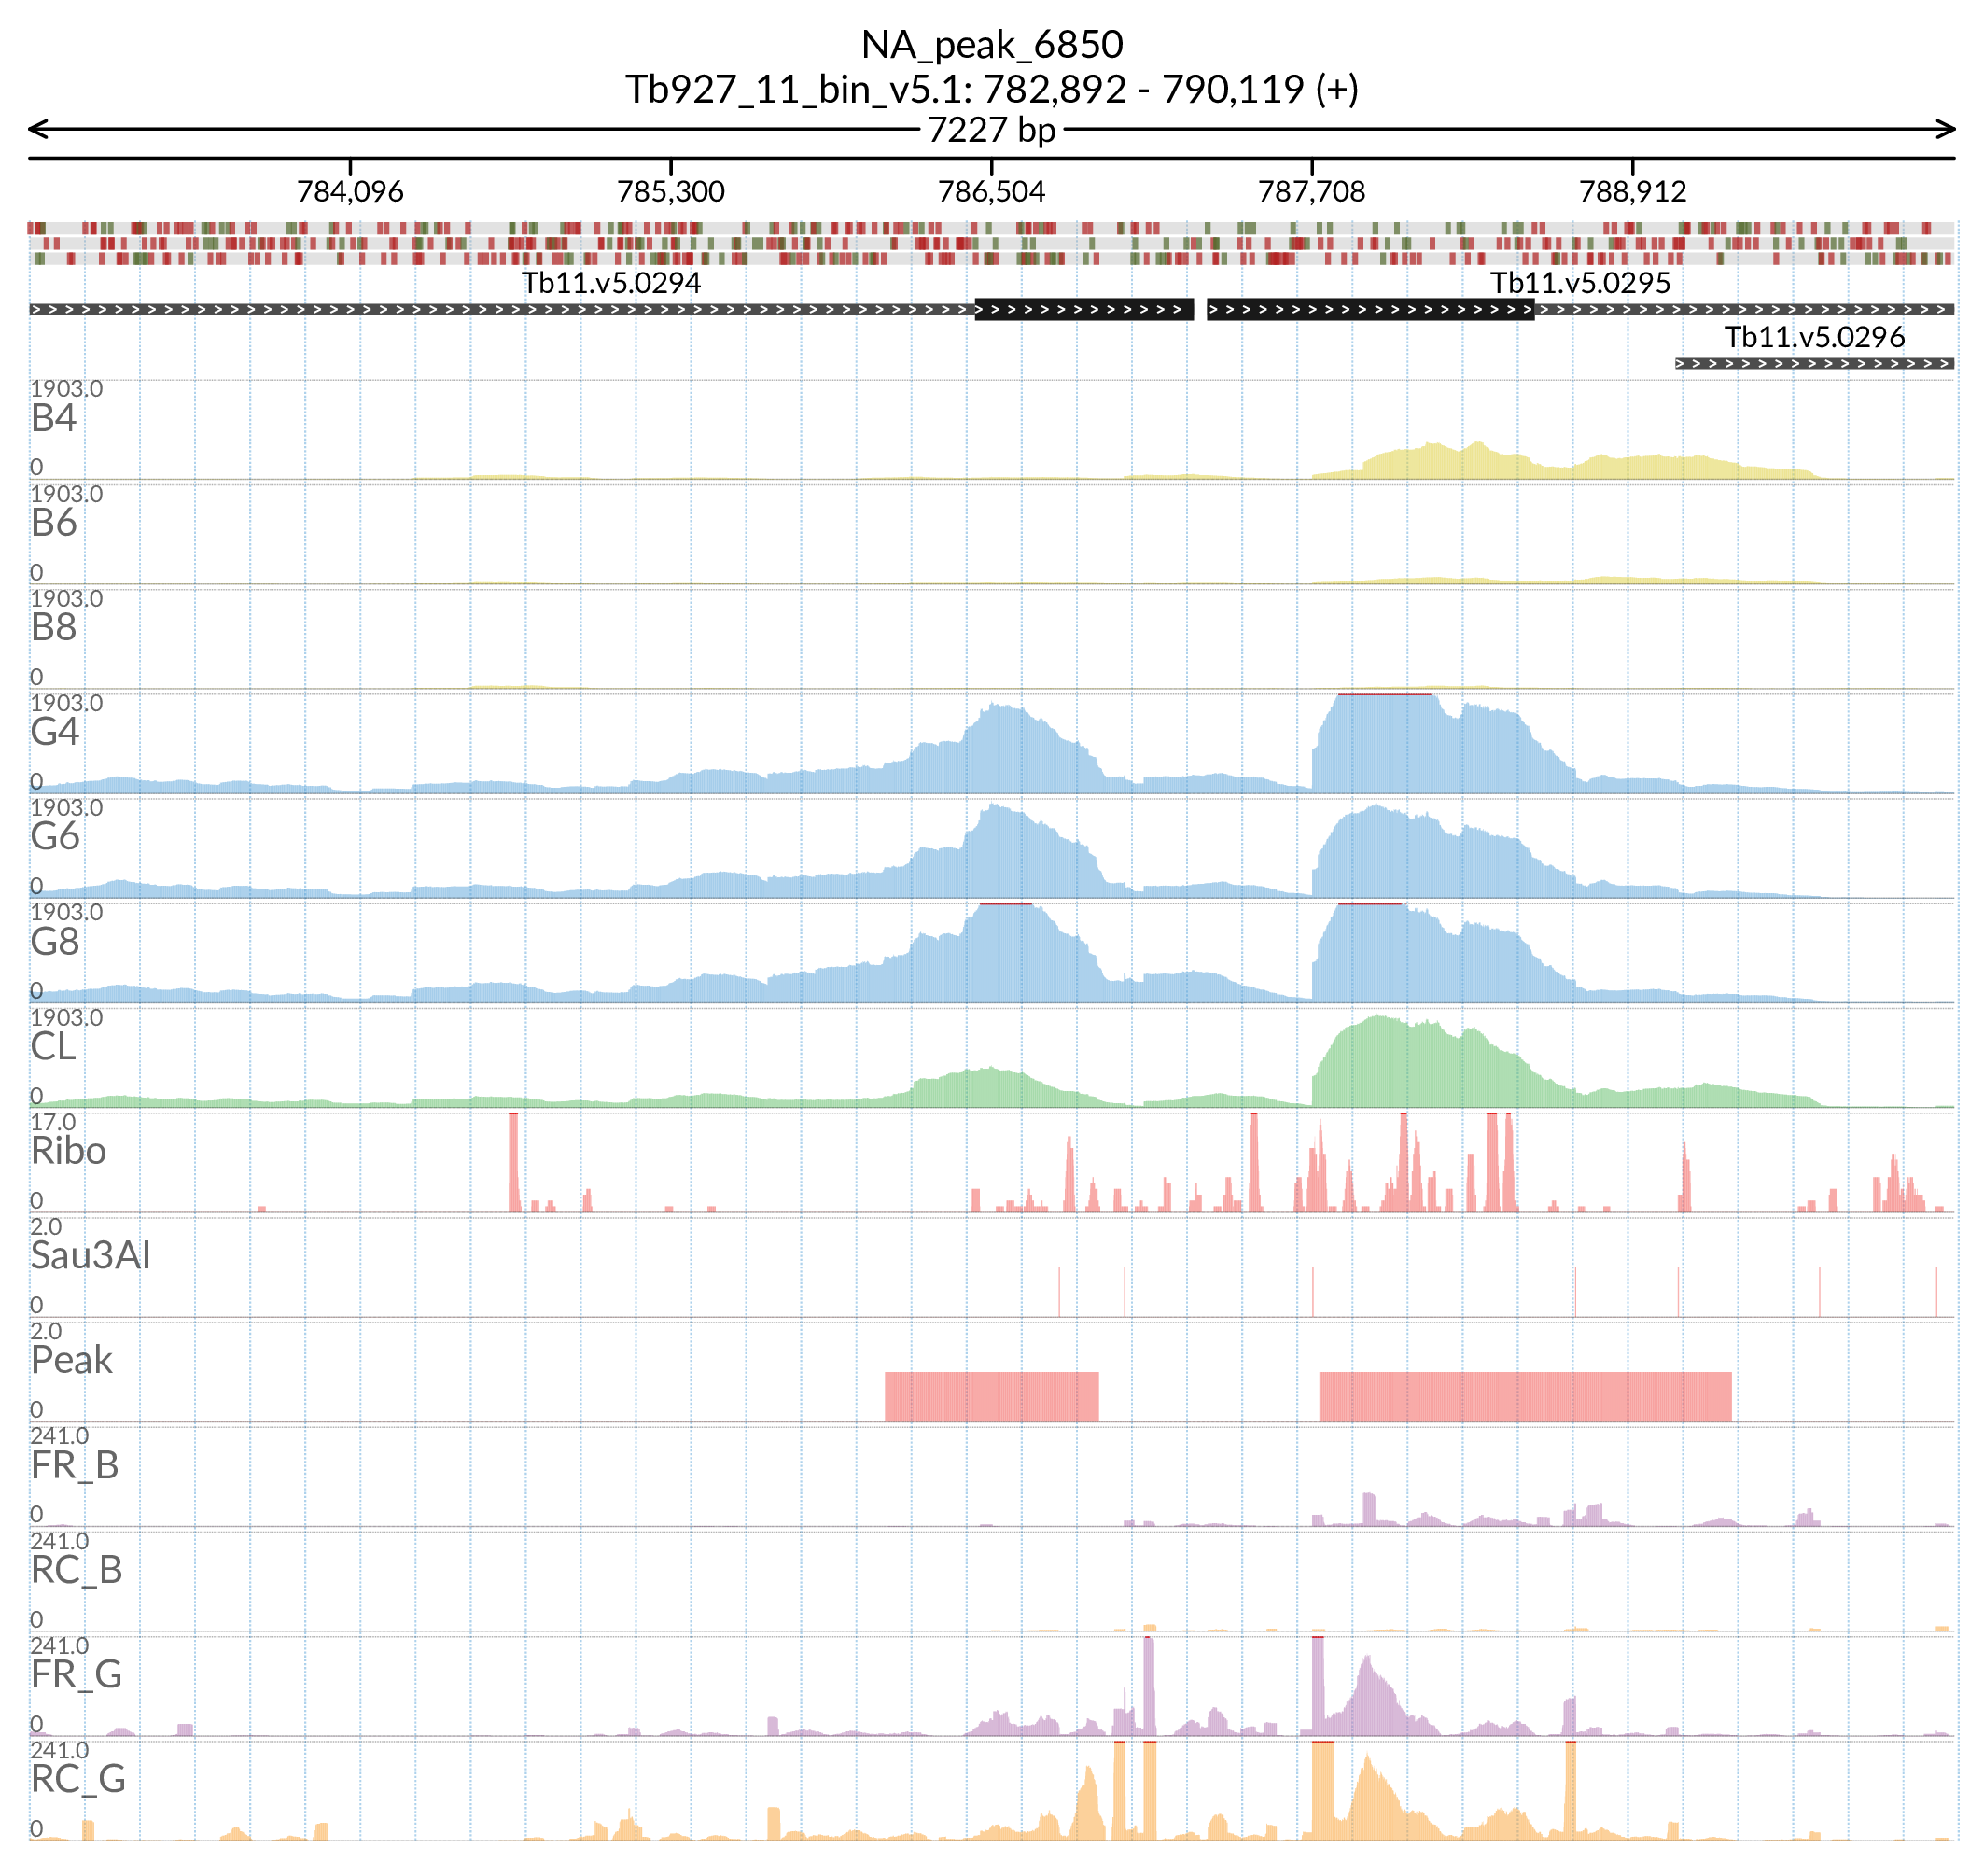 NA_peak_6850
Tb927_11_bin_v5.1: 782,892 - 790,119 (+)
7227 bp
784,096 785,300 786,504 787,708 788,912
Tb11.v5.0294 Tb11.v5.0295
Tb11.v5.0296
1903.0
B4
0
1903.0
B6
0
1903.0
B8
0
1903.0
G4
0
1903.0
G6
0
1903.0
G8
0
1903.0
CL
0
17.0
Ribo
0
2.0
Sau3AI
0
2.0
Peak
0
241.0
FR_B
0
241.0
RC_B
0
241.0
FR_G
0
241.0
RC_G
0